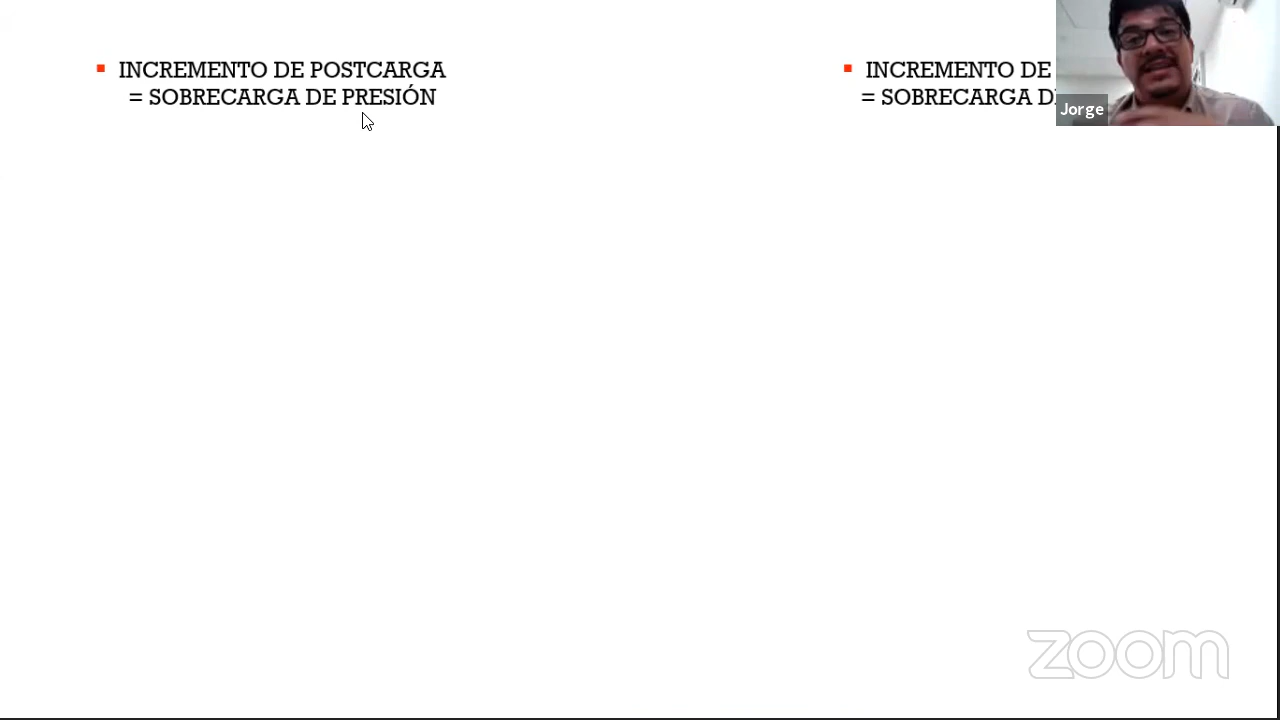 INCREMENTO DE POSTCARGA
= SOBRECARGA DE PRESIÓN
INCREMENTO DE
= SOBRECARGA
Jorge
zoom